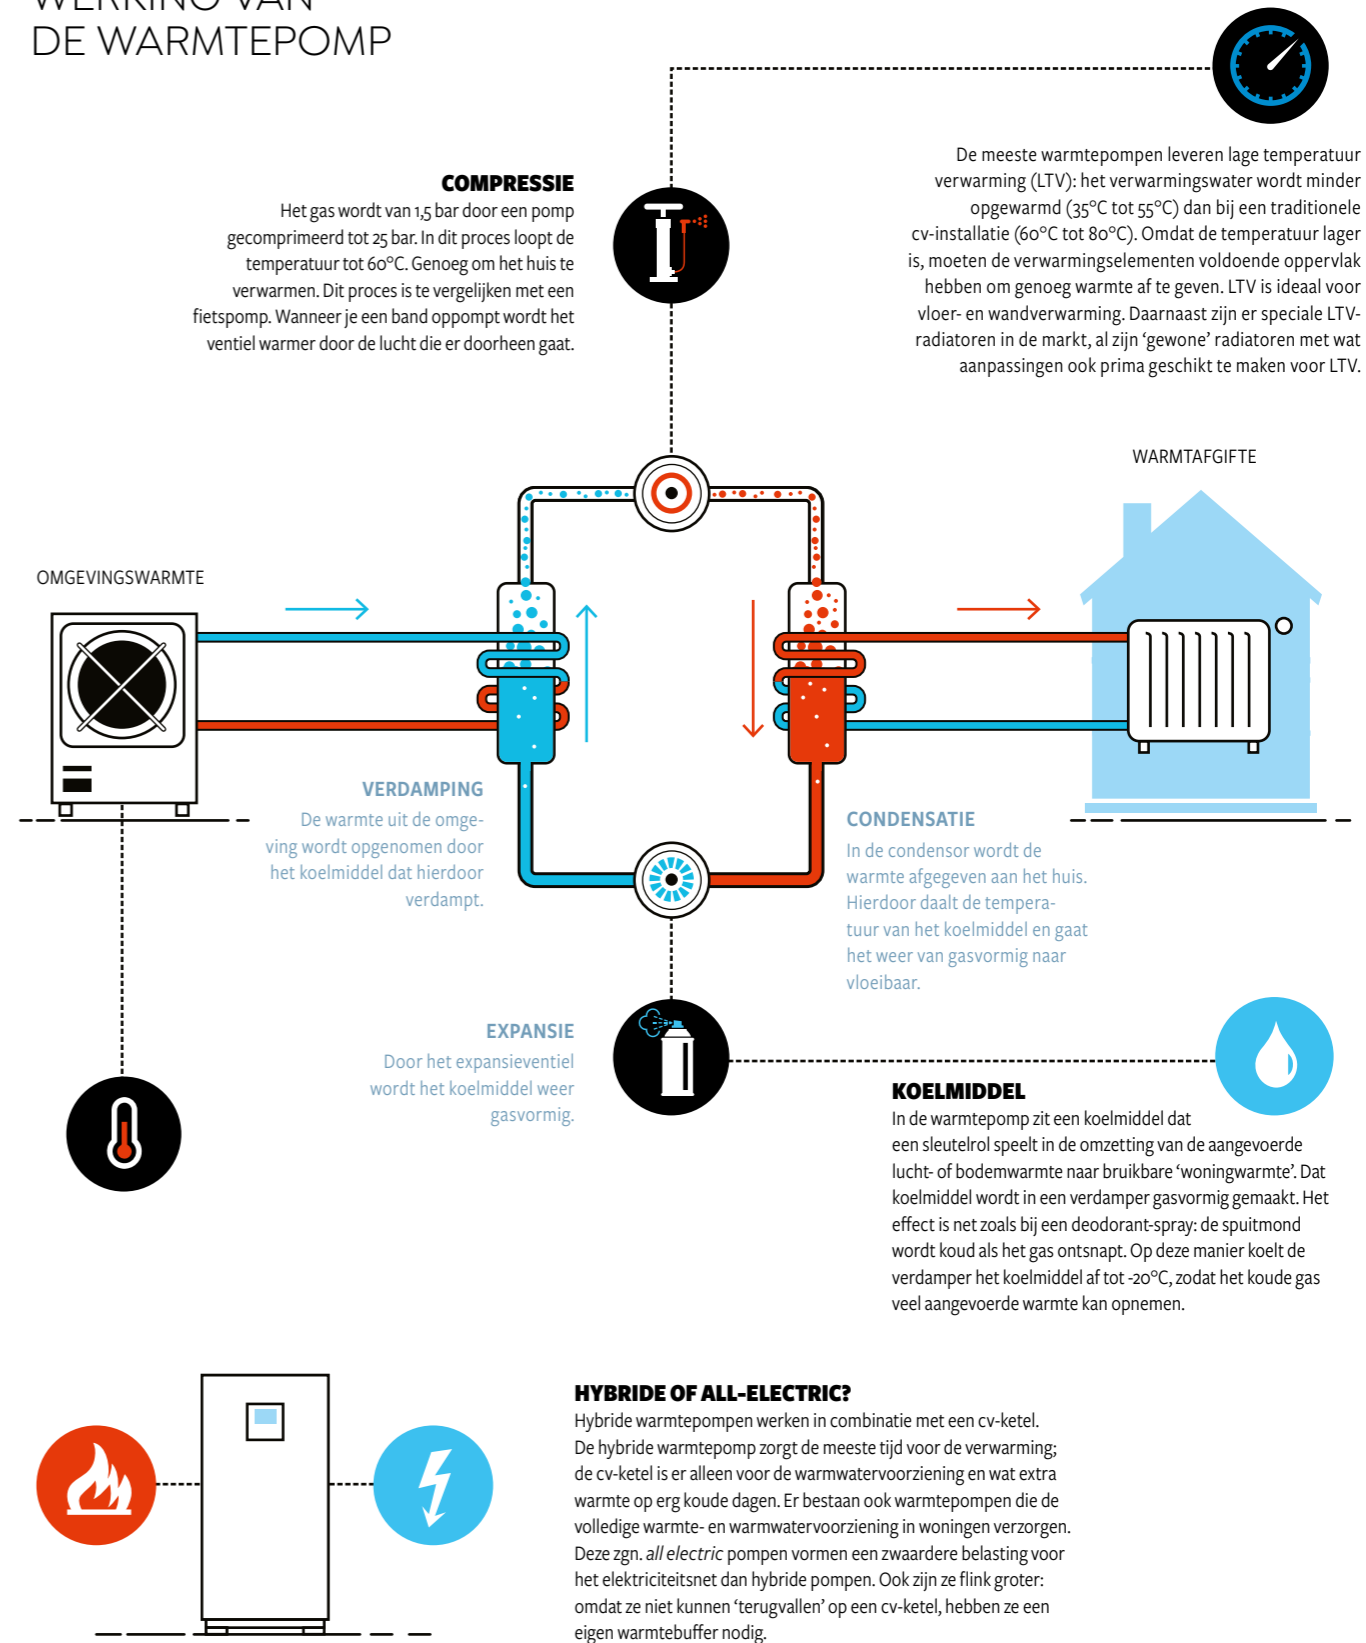 WERKING VAN
DE WARMTEPOMP
COMPRESSIE
Het gas wordt van 1,5 bar door een pomp
gecomprimeerd tot 25 bar. In dit proces loopt de
temperatuur tot 60°C. Genoeg om het huis te
verwarmen. Dit proces is te vergelijken met een
fietspomp. Wanneer je een band oppompt wordt het
ventiel warmer door de lucht die er doorheen gaat.
De meeste warmtepompen leveren lage temperatuur
verwarming (LTV): het verwarmingswater wordt minder
opgewarmd (35°C tot 55°C) dan bij een traditionele
cv-installatie (60°C tot 80°C). Omdat de temperatuur lager
is, moeten de verwarmingselementen voldoende oppervlak
hebben om genoeg warmte af te geven. LTV is ideaal voor
vloer- en wandverwarming. Daarnaast zijn er speciale LTV-
radiatoren in de markt, al zijn ‘gewone’ radiatoren met wat
aanpassingen ook prima geschikt te maken voor LTV.
WARMTAFGIFTE
OMGEVINGSWARMTE
VERDAMPING
De warmte uit de omge-
ving wordt opgenomen door
het koelmiddel dat hierdoor
verdampt.
CONDENSATIE
In de condensor wordt de
warmte afgegeven aan het huis.
Hierdoor daalt de tempera-
tuur van het koelmiddel en gaat
het weer van gasvormig naar
vloeibaar.
EXPANSIE
Door het expansieventiel
wordt het koelmiddel weer
gasvormig.
KOELMIDDEL
In de warmtepomp zit een koelmiddel dat
een sleutelrol speelt in de omzetting van de aangevoerde
lucht- of bodemwarmte naar bruikbare ‘woningwarmte’. Dat
koelmiddel wordt in een verdamper gasvormig gemaakt. Het
effect is net zoals bij een deodorant-spray: de spuitmond
wordt koud als het gas ontsnapt. Op deze manier koelt de
verdamper het koelmiddel af tot -20°C, zodat het koude gas
veel aangevoerde warmte kan opnemen.
HYBRIDE OF ALL-ELECTRIC?
Hybride warmtepompen werken in combinatie met een cv-ketel.
De hybride warmtepomp zorgt de meeste tijd voor de verwarming;
de cv-ketel is er alleen voor de warmwatervoorziening en wat extra
warmte op erg koude dagen. Er bestaan ook warmtepompen die de
volledige warmte- en warmwatervoorziening in woningen verzorgen.
Deze zgn. all electric pompen vormen een zwaardere belasting voor
het elektriciteitsnet dan hybride pompen. Ook zijn ze flink groter:
omdat ze niet kunnen ‘terugvallen’ op een cv-ketel, hebben ze een
eigen warmtebuffer nodig.